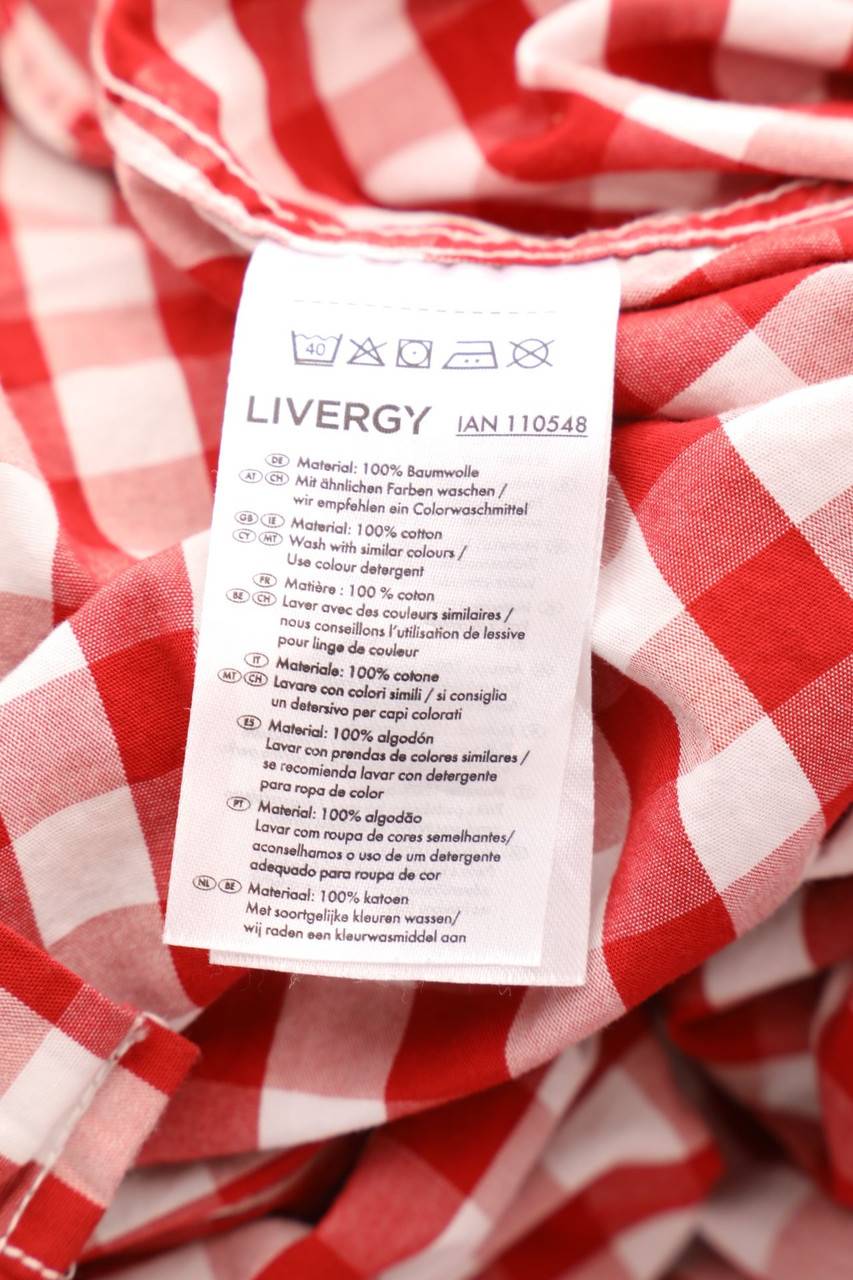 40
LIVERGY IAN 110548
DE Material: 100% Baumwolle
AT CH Mit ähnlichen Farben waschen /
wir empfehlen ein Colorwaschmittel
GB IE Material: 100% cotton
CY MT Wash with similar colours /
Use colour detergent
FR Matière : 100 % coton
BE CH Laver avec des couleurs similaires /
nous conseillons l'utilisation de lessive
pour linge de couleur
IT Materiale: 100% cotone
MT CH Lavare con colori simili / si consiglia
un detersivo per capi colorati
ES Material: 100% algodón
Lavar con prendas de colores similares /
se recomienda lavar con detergente
para ropa de color
PT Material: 100% algodão
Lavar com roupa de cores semelhantes/
aconselhamos o uso de um detergente
adequado para roupa de cor
NL BE Materiaal: 100% katoen
Met soortgelijke kleuren wassen/
wij raden een kleurwasmiddel aan